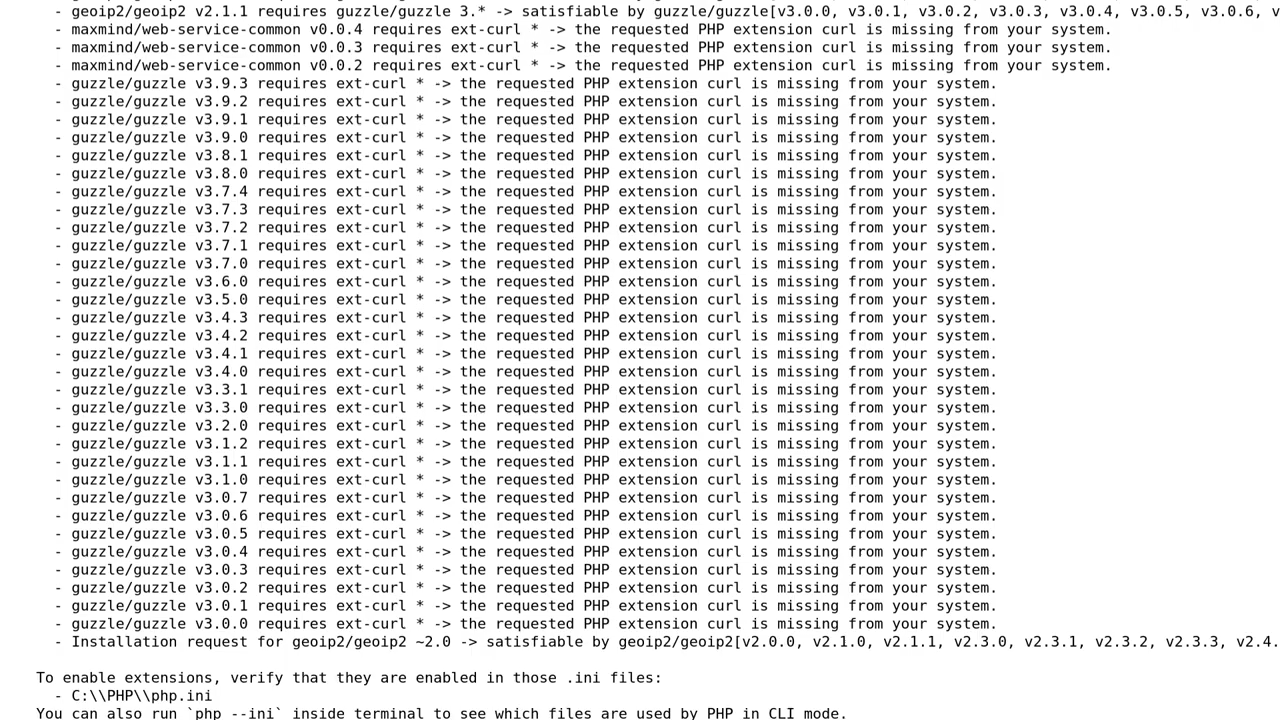 - geoip2/geoip2 v2.1.1 requires guzzle/guzzle 3.* -> satisfiable by guzzle/guzzle[v3.0.0, v3.0.1, v3.0.2, v3.0.3, v3.0.4, v3.0.5, v3.0.6, v
- maxmind/web-service-common v0.0.4 requires ext-curl * -> the requested PHP extension curl is missing from your system.
- maxmind/web-service-common v0.0.3 requires ext-curl * -> the requested PHP extension curl is missing from your system.
- maxmind/web-service-common v0.0.2 requires ext-curl * -> the requested PHP extension curl is missing from your system.
- guzzle/guzzle v3.9.3 requires ext-curl * -> the requested PHP extension curl is missing from your system.
- guzzle/guzzle v3.9.2 requires ext-curl * -> the requested PHP extension curl is missing from your system.
- guzzle/guzzle v3.9.1 requires ext-curl * -> the requested PHP extension curl is missing from your system.
- guzzle/guzzle v3.9.0 requires ext-curl * -> the requested PHP extension curl is missing from your system.
- guzzle/guzzle v3.8.1 requires ext-curl * -> the requested PHP extension curl is missing from your system.
- guzzle/guzzle v3.8.0 requires ext-curl * -> the requested PHP extension curl is missing from your system.
- guzzle/guzzle v3.7.4 requires ext-curl * -> the requested PHP extension curl is missing from your system.
- guzzle/guzzle v3.7.3 requires ext-curl * -> the requested PHP extension curl is missing from your system.
- guzzle/guzzle v3.7.2 requires ext-curl * -> the requested PHP extension curl is missing from your system.
- guzzle/guzzle v3.7.1 requires ext-curl * -> the requested PHP extension curl is missing from your system.
- guzzle/guzzle v3.7.0 requires ext-curl * -> the requested PHP extension curl is missing from your system.
- guzzle/guzzle v3.6.0 requires ext-curl * -> the requested PHP extension curl is missing from your system.
- guzzle/guzzle v3.5.0 requires ext-curl * -> the requested PHP extension curl is missing from your system.
- guzzle/guzzle v3.4.3 requires ext-curl * -> the requested PHP extension curl is missing from your system.
- guzzle/guzzle v3.4.2 requires ext-curl * -> the requested PHP extension curl is missing from your system.
- guzzle/guzzle v3.4.1 requires ext-curl * -> the requested PHP extension curl is missing from your system.
- guzzle/guzzle v3.4.0 requires ext-curl * -> the requested PHP extension curl is missing from your system.
- guzzle/guzzle v3.3.1 requires ext-curl * -> the requested PHP extension curl is missing from your system.
- guzzle/guzzle v3.3.0 requires ext-curl * -> the requested PHP extension curl is missing from your system.
- guzzle/guzzle v3.2.0 requires ext-curl * -> the requested PHP extension curl is missing from your system.
- guzzle/guzzle v3.1.2 requires ext-curl * -> the requested PHP extension curl is missing from your system.
- guzzle/guzzle v3.1.1 requires ext-curl * -> the requested PHP extension curl is missing from your system.
- guzzle/guzzle v3.1.0 requires ext-curl * -> the requested PHP extension curl is missing from your system.
- guzzle/guzzle v3.0.7 requires ext-curl * -> the requested PHP extension curl is missing from your system.
- guzzle/guzzle v3.0.6 requires ext-curl * -> the requested PHP extension curl is missing from your system.
- guzzle/guzzle v3.0.5 requires ext-curl * -> the requested PHP extension curl is missing from your system.
- guzzle/guzzle v3.0.4 requires ext-curl * -> the requested PHP extension curl is missing from your system.
- guzzle/guzzle v3.0.3 requires ext-curl * -> the requested PHP extension curl is missing from your system.
- guzzle/guzzle v3.0.2 requires ext-curl * -> the requested PHP extension curl is missing from your system.
- guzzle/guzzle v3.0.1 requires ext-curl * -> the requested PHP extension curl is missing from your system.
- guzzle/guzzle v3.0.0 requires ext-curl * -> the requested PHP extension curl is missing from your system.
- Installation request for geoip2/geoip2 ~2.0 -> satisfiable by geoip2/geoip2[v2.0.0, v2.1.0, v2.1.1, v2.3.0, v2.3.1, v2.3.2, v2.3.3, v2.4.
To enable extensions, verify that they are enabled in those .ini files:
- C:\\PHP\\php.ini
You can also run `php --ini` inside terminal to see which files are used by PHP in CLI mode.